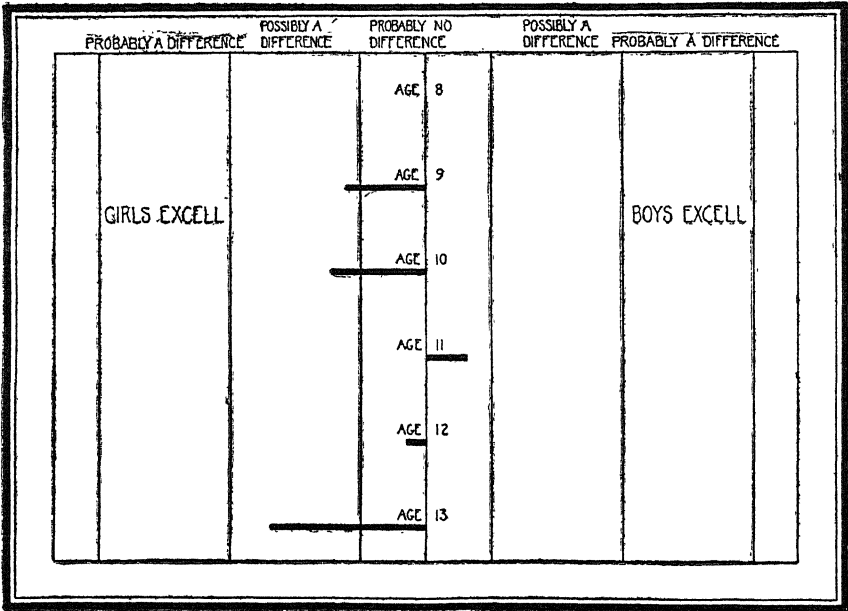 PROBABLY A DIFFERENCE
POSSIBLY A
DIFFERENCE
PROBABLY NO
DIFFERENCE
POSSIBLY A
DIFFERENCE
PROBABLY A DIFFERENCE
AGE 8
AGE 9
GIRLS EXCELL
BOYS EXCELL
AGE 10
AGE 11
AGE 12
AGE 13